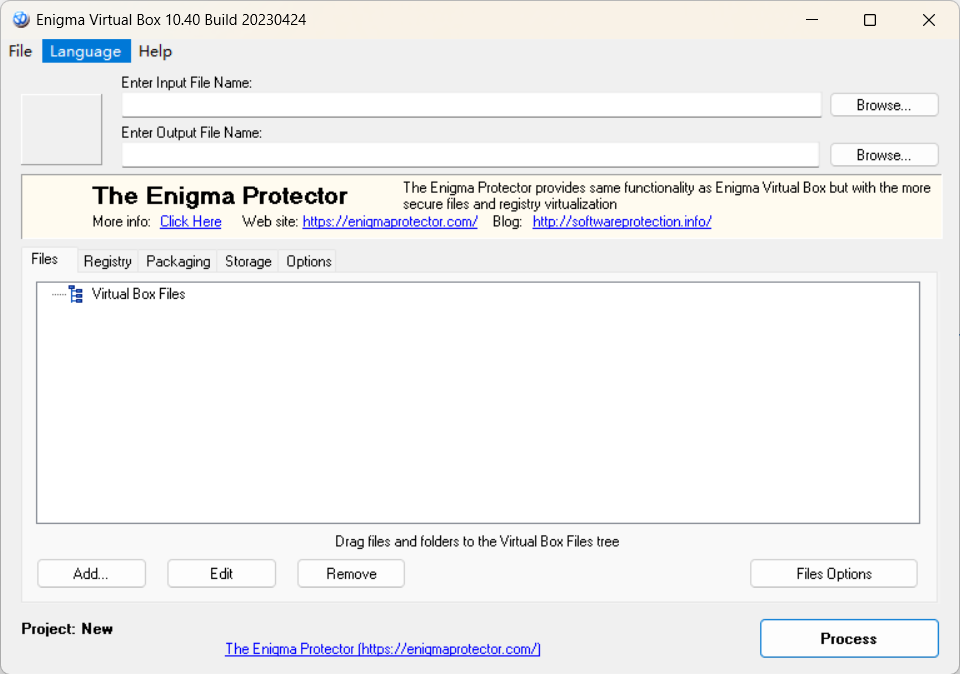 Enigma Virtual Box 10.40 Build 20230424
File Language Help
Enter Input File Name:
Browse...
Enter Output File Name:
Browse...
The Enigma Protector
The Enigma Protector provides same functionality as Enigma Virtual Box but with the more
secure files and registry virtualization
More info: Click Here Web site: https://enigmaprotector.com/ Blog: http://softwareprotection.info/
Files Registry Packaging Storage Options
Virtual Box Files
Drag files and folders to the Virtual Box Files tree
Add... Edit Remove Files Options
Project: New
The Enigma Protector [https://enigmaprotector.com/]
Process